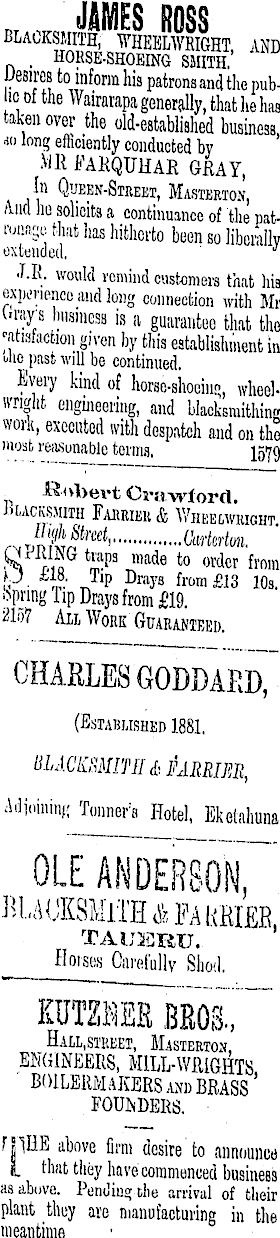 JAMES ROSS
BLACKSMITH, WHEELWRIGHT, AND
HORSE-SHOEING SMITH.
Desires to inform his patrons and the pub-
lic of the Wairarapa generally, that he has
taken over the old-established business,
so long efficiently conducted by
MR FARQUHAR GRAY,
In Queen-Street, Masterton,
And he solicits a continuance of the pat-
ronage that has hitherto been so liberally
extended.
J.R. would remind customers that his
experience and long connection with Mr
Gray's business is a guarantee that the
satisfaction given by this establishment in
the past will be continued.
Every kind of horse-shoeing, wheel-
wright engineering, and blacksmithing
work, executed with despatch and on the
most reasonable terms. 1579
Robert Crawford.
Blacksmith Farrier & Wheelwright.
High Street,.............Carterton.
SPRING traps made to order from
£18. Tip Drays from £13 10s.
Spring Tip Drays from £19.
2157 All Work Guaranteed.
CHARLES GODDARD,
(Established 1881.
BLACKSMITH & FARRIER,
Adjoining Tonner's Hotel, Eketahuna
OLE ANDERSON,
BLACKSMITH & FARRIER,
TAUERU.
Horses Carefully Shod.
KUTZNER BROS.,
Hall,street, Masterton,
ENGINEERS, MILL-WRIGHTS,
BOILERMAKERS and BRASS
FOUNDERS.
THE above firm desire to announce
that they have commenced business
as above. Pending the arrival of their
plant they are manufacturing in the
meantime